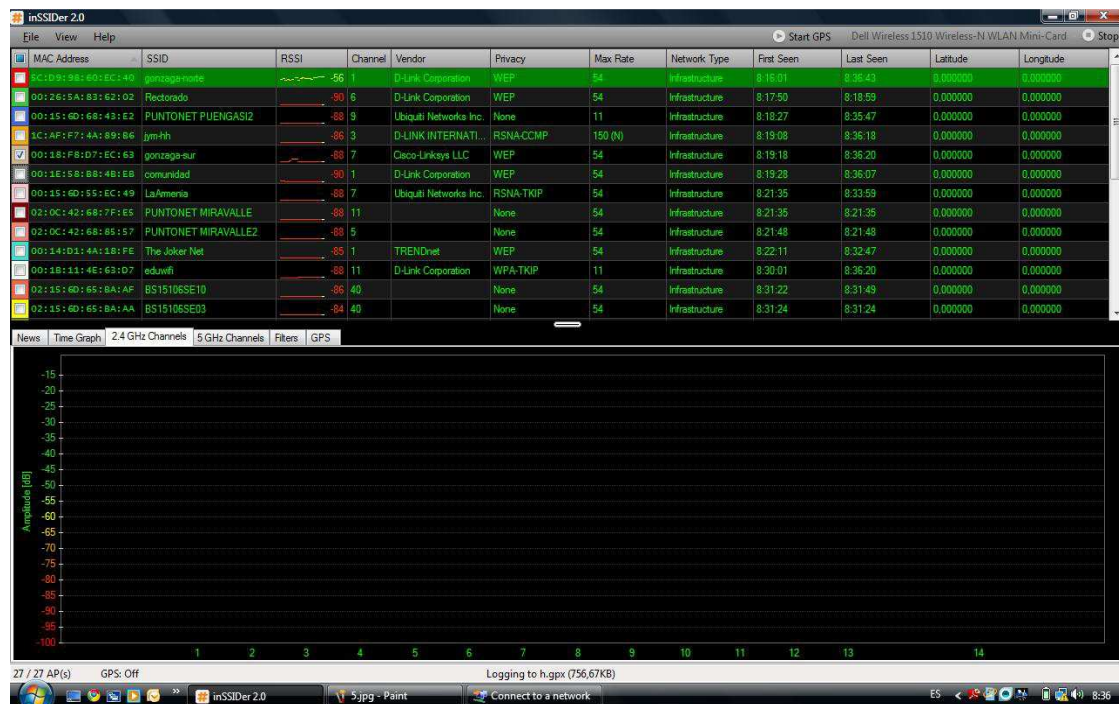 inSSIDer 2.0
File View Help Start GPS Dell Wireless 1510 Wireless-N WLAN Mini-Card Stop
MAC Address SSID RSSI Channel Vendor Privacy Max Rate Network Type First Seen Last Seen Latitude Longitude
5C:D9:98:60:EC:40 gonzaga-norte -56 1 D-Link Corporation WEP 54 Infrastructure 8:15:01 8:36:43 0,000000 0,000000
00:26:5A:83:62:02 Rectorado -90 6 D-Link Corporation WEP 54 Infrastructure 8:17:50 8:18:59 0,000000 0,000000
00:15:6D:68:43:E2 PUNTONET PUENGASI2 -88 9 Ubiquiti Networks Inc. None 11 Infrastructure 8:18:27 8:35:47 0,000000 0,000000
1C:AF:F7:4A:89:B6 jym-hh -86 3 D-LINK INTERNATI... RSNA-CCMP 150 (N) Infrastructure 8:19:08 8:36:18 0,000000 0,000000
00:18:F8:D7:EC:63 gonzaga-sur -88 7 Cisco-Linksys LLC WEP 54 Infrastructure 8:19:18 8:36:20 0,000000 0,000000
00:1E:58:B8:4B:EB comunidad -90 1 D-Link Corporation WEP 54 Infrastructure 8:19:28 8:36:07 0,000000 0,000000
00:15:6D:55:EC:49 LaArmenia -88 7 Ubiquiti Networks Inc. RSNA-TKIP 54 Infrastructure 8:21:35 8:33:59 0,000000 0,000000
02:0C:42:68:7F:E5 PUNTONET MIRAVALLE -88 11 None 54 Infrastructure 8:21:35 8:21:35 0,000000 0,000000
02:0C:42:68:85:57 PUNTONET MIRAVALLE2 -88 5 None 54 Infrastructure 8:21:48 8:21:48 0,000000 0,000000
00:14:D1:4A:18:FE The Joker Net -85 1 TRENDnet WEP 54 Infrastructure 8:22:11 8:32:47 0,000000 0,000000
00:1B:11:4E:63:D7 eduwifi -88 11 D-Link Corporation WPA-TKIP 11 Infrastructure 8:30:01 8:36:20 0,000000 0,000000
02:15:6D:65:BA:AF BS15106SE10 -86 40 None 54 Infrastructure 8:31:22 8:31:49 0,000000 0,000000
02:15:6D:65:BA:AA BS15106SE03 -84 40 None 54 Infrastructure 8:31:24 8:31:24 0,000000 0,000000
News Time Graph 2.4 GHz Channels 5 GHz Channels Filters GPS
Amplitude [dB]
-15
-20
-25
-30
-35
-40
-45
-50
-55
-60
-65
-70
-75
-80
-85
-90
-95
-100
1 2 3 4 5 6 7 8 9 10 11 12 13 14
27 / 27 AP(s) GPS: Off Logging to h.gpx (756,67KB)
inSSIDer 2.0 5.jpg - Paint Connect to a network ES 8:36